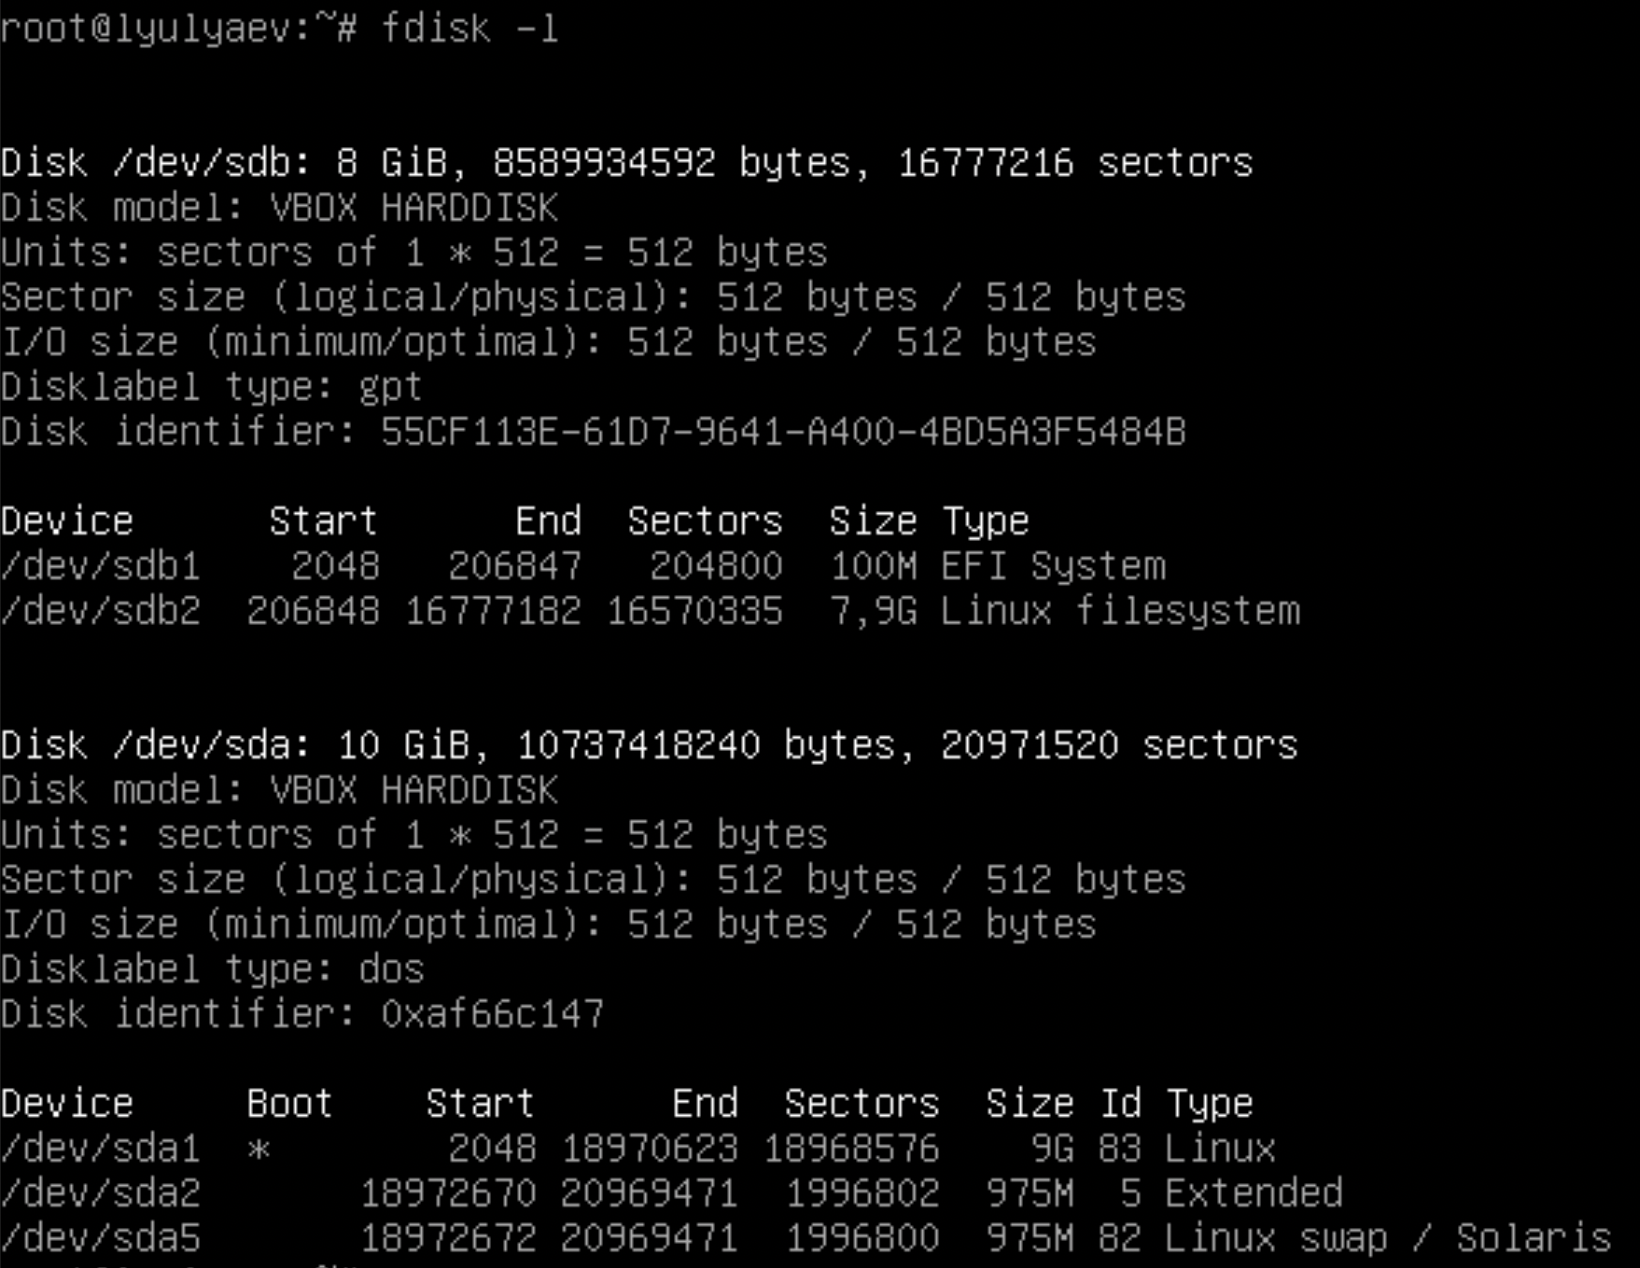 root@lyulyaev:~# fdisk -l
Disk /dev/sdb: 8 GiB, 8589934592 bytes, 16777216 sectors
Disk model: VBOX HARDDISK
Units: sectors of 1 * 512 = 512 bytes
Sector size (logical/physical): 512 bytes / 512 bytes
I/O size (minimum/optimal): 512 bytes / 512 bytes
Disklabel type: gpt
Disk identifier: 55CF113E-61D7-9641-A400-4BD5A3F5484B
Device Start End Sectors Size Type
/dev/sdb1 2048 206847 204800 100M EFI System
/dev/sdb2 206848 16777182 16570335 7,9G Linux filesystem
Disk /dev/sda: 10 GiB, 10737418240 bytes, 20971520 sectors
Disk model: VBOX HARDDISK
Units: sectors of 1 * 512 = 512 bytes
Sector size (logical/physical): 512 bytes / 512 bytes
I/O size (minimum/optimal): 512 bytes / 512 bytes
Disklabel type: dos
Disk identifier: 0xaf66c147
Device Boot Start End Sectors Size Id Type
/dev/sda1 * 2048 18970623 18968576 9G 83 Linux
/dev/sda2 18972670 20969471 1996802 975M 5 Extended
/dev/sda5 18972672 20969471 1996800 975M 82 Linux swap / Solaris